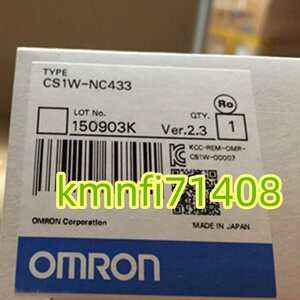 TYPE
CS1W-NC433
LOT No.
150903K
Ver.2.3
QTY.
1
Ro
KCC-REM-OMR-
CS1W-00007
kmnfi71408
OMRON Corporation
MADE IN JAPAN
OMRON